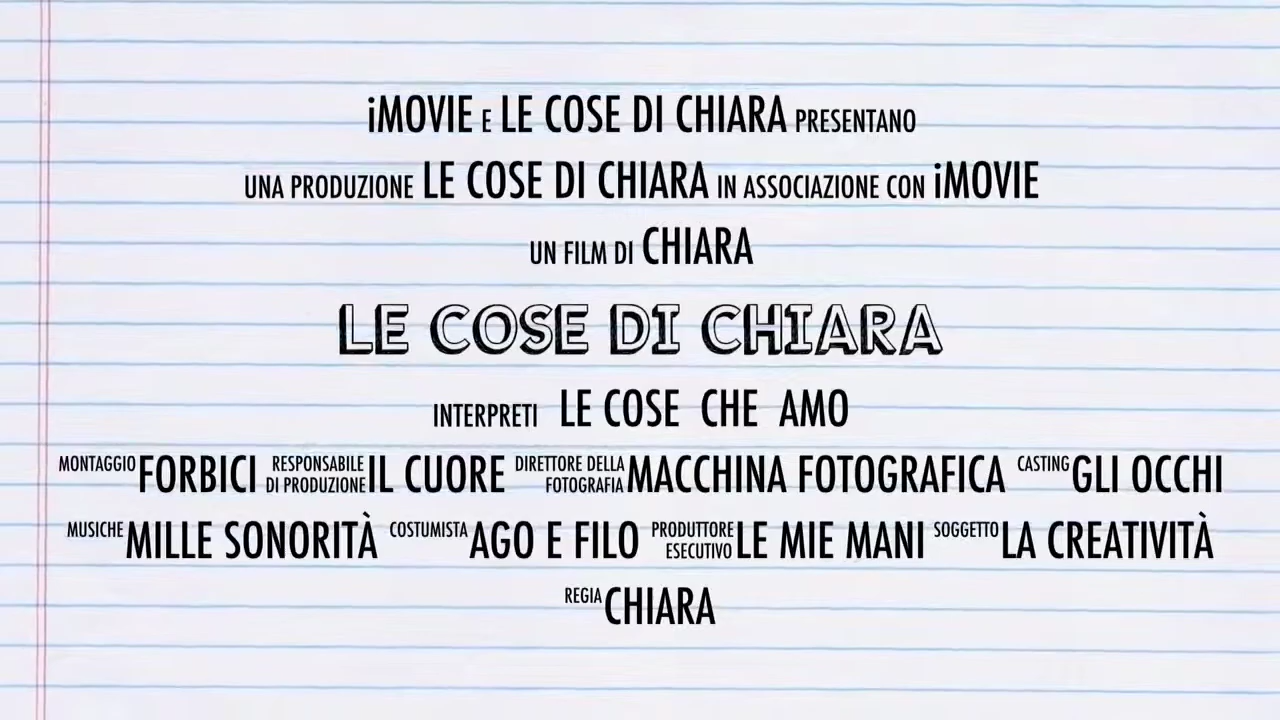 iMOVIE E LE COSE DI CHIARA PRESENTANO
UNA PRODUZIONE LE COSE DI CHIARA IN ASSOCIAZIONE CON iMOVIE
UN FILM DI CHIARA
LE COSE DI CHIARA
INTERPRETI LE COSE CHE AMO
MONTAGGIO FORBICI RESPONSABILE DI PRODUZIONE IL CUORE DIRETTORE DELLA FOTOGRAFIA MACCHINA FOTOGRAFICA CASTING GLI OCCHI
MUSICHE MILLE SONORITÀ COSTUMISTA AGO E FILO PRODUTTORE ESECUTIVO LE MIE MANI SOGGETTO LA CREATIVITÀ
REGIA CHIARA